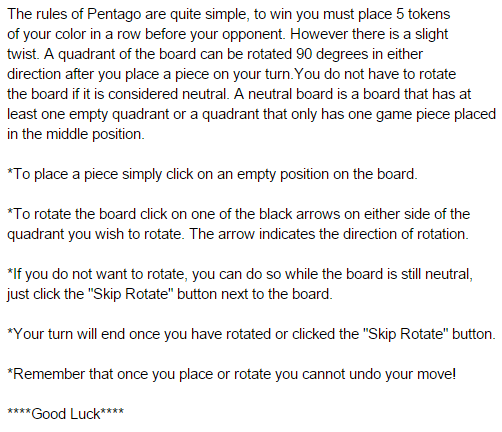 The rules of Pentago are quite simple, to win you must place 5 tokens
of your color in a row before your opponent. However there is a slight
twist. A quadrant of the board can be rotated 90 degrees in either
direction after you place a piece on your turn.You do not have to rotate
the board if it is considered neutral. A neutral board is a board that has at
least one empty quadrant or a quadrant that only has one game piece placed
in the middle position.
*To place a piece simply click on an empty position on the board.
*To rotate the board click on one of the black arrows on either side of the
quadrant you wish to rotate. The arrow indicates the direction of rotation.
*If you do not want to rotate, you can do so while the board is still neutral,
just click the "Skip Rotate" button next to the board.
*Your turn will end once you have rotated or clicked the "Skip Rotate" button.
*Remember that once you place or rotate you cannot undo your move!
****Good Luck****